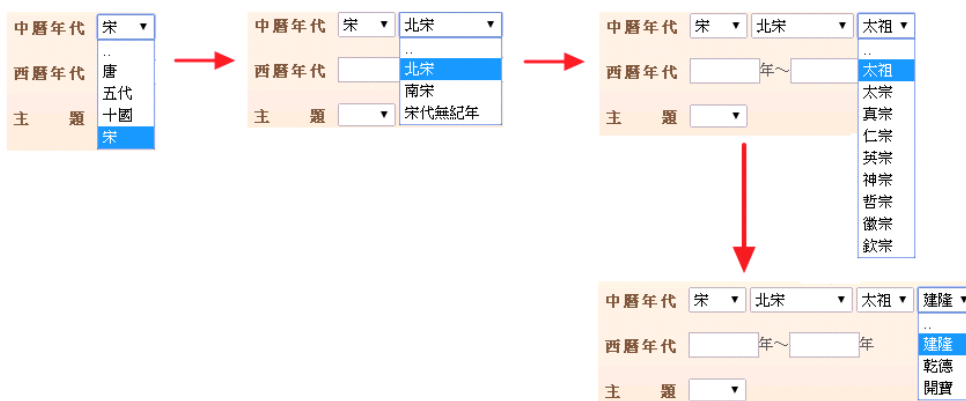 中曆年代 宋
..
唐
五代
十國
宋
西曆年代
主 題
中曆年代 宋 北宋
..
北宋
南宋
宋代無紀年
西曆年代
主 題
中曆年代 宋 北宋 太祖
..
太祖
太宗
真宗
仁宗
英宗
神宗
哲宗
徽宗
欽宗
西曆年代 年～
主 題
中曆年代 宋 北宋 太祖 建隆
..
建隆
乾德
開寶
西曆年代 年～ 年
主 題